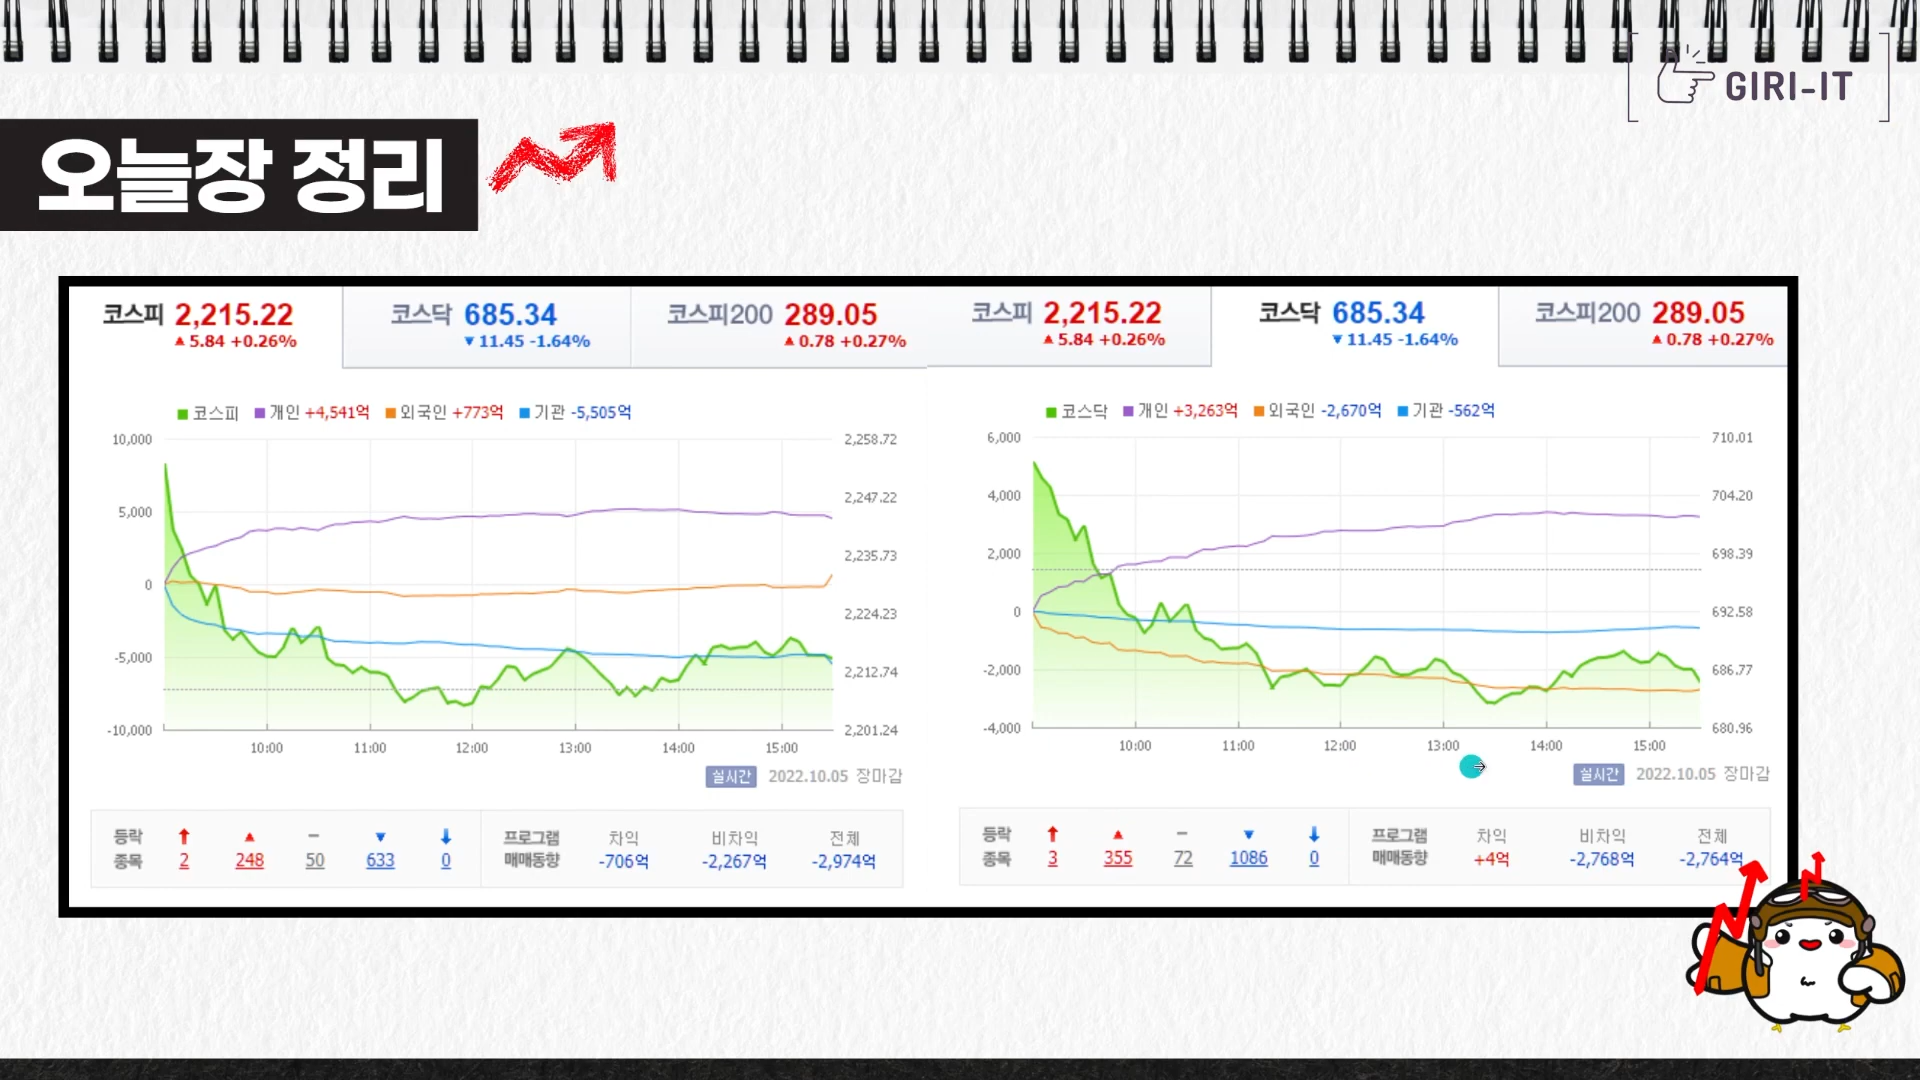 GIRI-IT
오늘장 정리
코스피 2,215.22 ▲ 5.84 +0.26%
코스닥 685.34 ▼ 11.45 -1.64%
코스피200 289.05 ▲ 0.78 +0.27%
■ 코스피 ■ 개인 +4,541억 ■ 외국인 +773억 ■ 기관 -5,505억
10,000 2,258.72
2,247.22
5,000
2,235.73
0
2,224.23
-5,000
2,212.74
-10,000 2,201.24
10:00 11:00 12:00 13:00 14:00 15:00
실시간 2022.10.05 장마감
등락 ↑ ▲ − ▼ ↓
종목 2 248 50 633 0
프로그램 차익 비차익 전체
매매동향 -706억 -2,267억 -2,974억
코스피 2,215.22 ▲ 5.84 +0.26%
코스닥 685.34 ▼ 11.45 -1.64%
코스피200 289.05 ▲ 0.78 +0.27%
■ 코스닥 ■ 개인 +3,263억 ■ 외국인 -2,670억 ■ 기관 -562억
6,000 710.01
4,000 704.20
2,000 698.39
0 692.58
-2,000 686.77
-4,000 680.96
10:00 11:00 12:00 13:00 14:00 15:00
실시간 2022.10.05 장마감
등락 ↑ ▲ − ▼ ↓
종목 3 355 72 1086 0
프로그램 차익 비차익 전체
매매동향 +4억 -2,768억 -2,764억